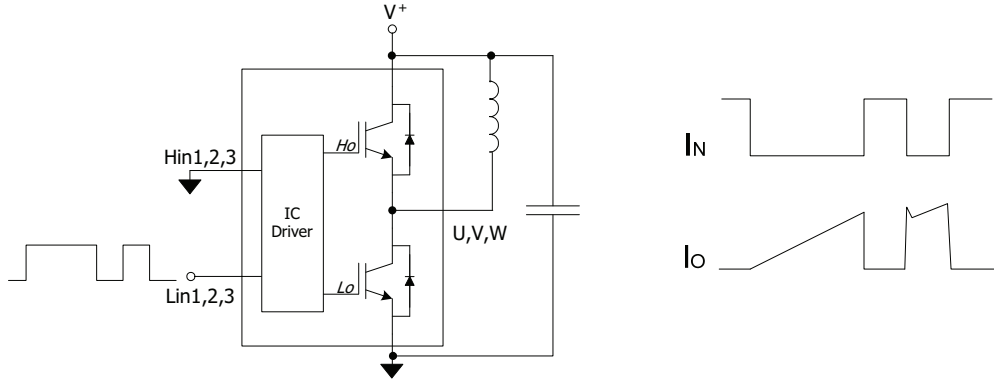 V+
Hin1,2,3
Ho
IC
Driver
U,V,W
Lo
Lin1,2,3
IN
IO